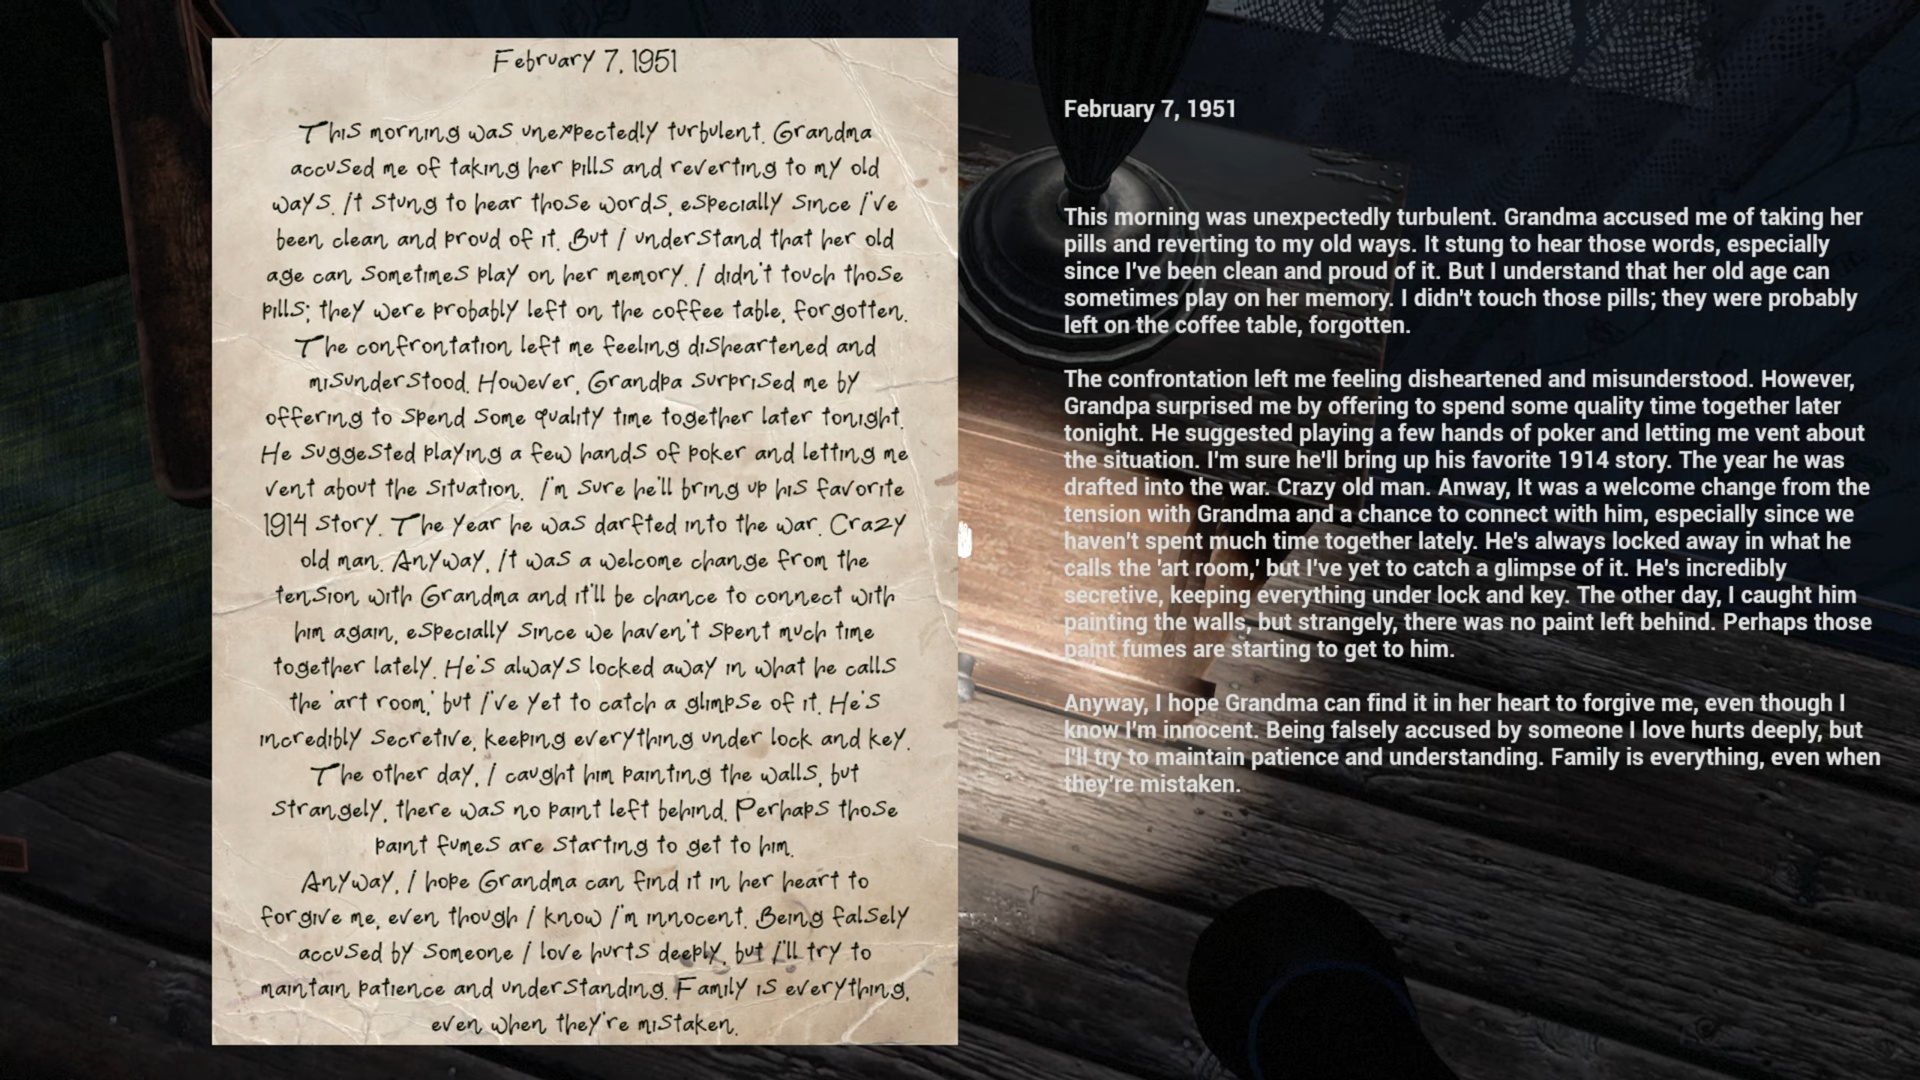 February 7, 1951
This morning was unexpectedly turbulent. Grandma
accused me of taking her pills and reverting to my old
ways. It stung to hear those words, especially since I've
been clean and proud of it. But I understand that her old
age can sometimes play on her memory. I didn't touch those
pills; they were probably left on the coffee table, forgotten.
The confrontation left me feeling disheartened and
misunderstood. However, Grandpa surprised me by
offering to spend some quality time together later tonight.
He suggested playing a few hands of poker and letting me
vent about the situation. I'm sure he'll bring up his favorite
1914 story. The year he was darfted into the war. Crazy
old man. Anyway, It was a welcome change from the
tension with Grandma and it'll be chance to connect with
him again, especially since we haven't spent much time
together lately. He's always locked away in what he calls
the 'art room,' but I've yet to catch a glimpse of it. He's
incredibly secretive, keeping everything under lock and key.
The other day, I caught him painting the walls, but
strangely, there was no paint left behind. Perhaps those
paint fumes are starting to get to him.
Anyway, I hope Grandma can find it in her heart to
forgive me, even though I know I'm innocent. Being falsely
accused by someone I love hurts deeply, but I'll try to
maintain patience and understanding. Family is everything,
even when they're mistaken.
February 7, 1951
This morning was unexpectedly turbulent. Grandma accused me of taking her
pills and reverting to my old ways. It stung to hear those words, especially
since I've been clean and proud of it. But I understand that her old age can
sometimes play on her memory. I didn't touch those pills; they were probably
left on the coffee table, forgotten.
The confrontation left me feeling disheartened and misunderstood. However,
Grandpa surprised me by offering to spend some quality time together later
tonight. He suggested playing a few hands of poker and letting me vent about
the situation. I'm sure he'll bring up his favorite 1914 story. The year he was
drafted into the war. Crazy old man. Anway, It was a welcome change from the
tension with Grandma and a chance to connect with him, especially since we
haven't spent much time together lately. He's always locked away in what he
calls the 'art room,' but I've yet to catch a glimpse of it. He's incredibly
secretive, keeping everything under lock and key. The other day, I caught him
painting the walls, but strangely, there was no paint left behind. Perhaps those
paint fumes are starting to get to him.
Anyway, I hope Grandma can find it in her heart to forgive me, even though I
know I'm innocent. Being falsely accused by someone I love hurts deeply, but
I'll try to maintain patience and understanding. Family is everything, even when
they're mistaken.